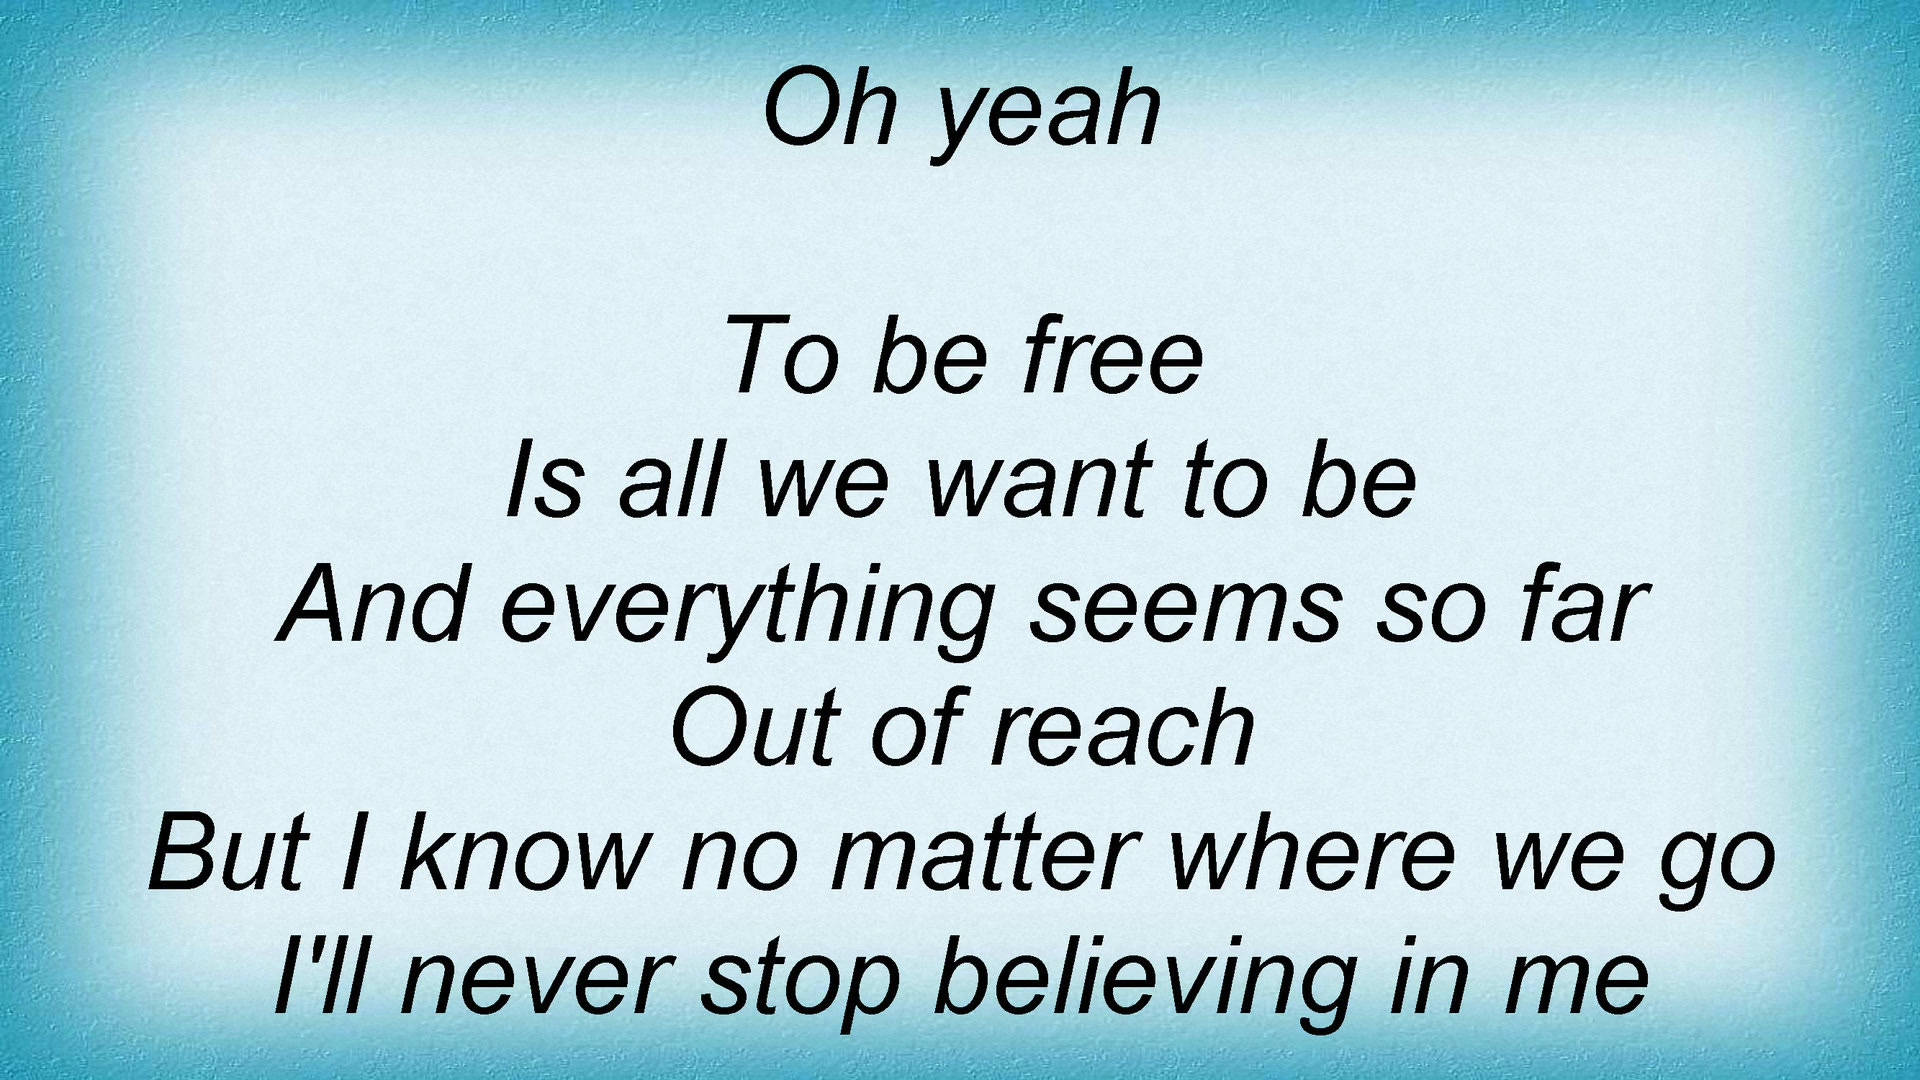 Oh yeah
To be free
Is all we want to be
And everything seems so far
Out of reach
But I know no matter where we go
I'll never stop believing in me